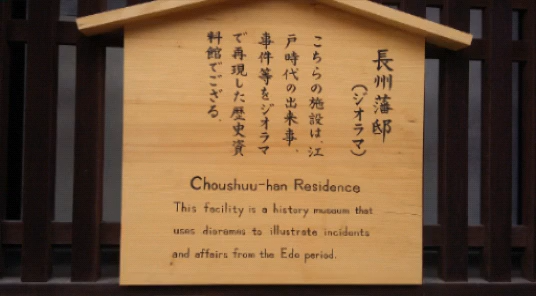 長州藩邸
(ジオラマ)
こちらの施設は、江
戸時代の出来事、
事件等をジオラマ
で再現した歴史資
料館でござる。
Choushuu-han Residence
This facility is a history museum that
uses dioramas to illustrate incidents
and affairs from the Edo period.